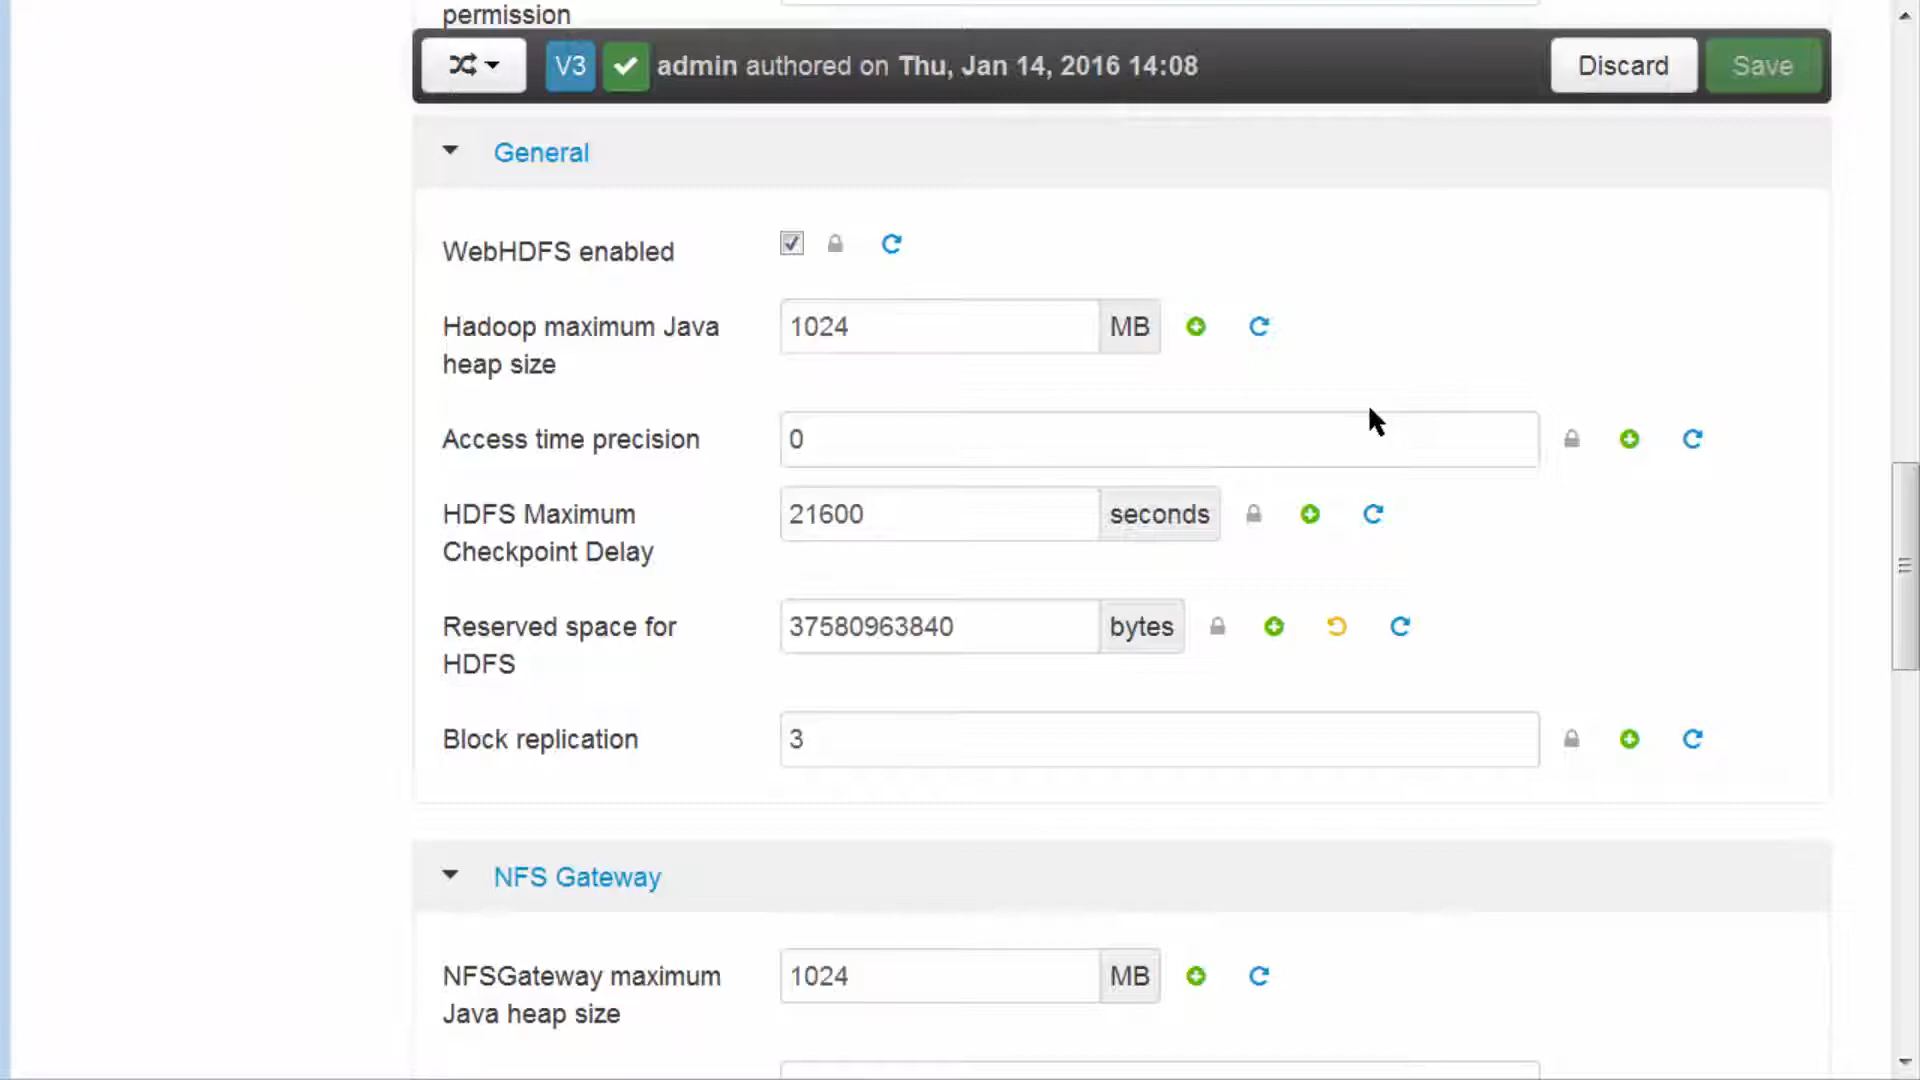 permission
V3 admin authored on Thu, Jan 14, 2016 14:08 Discard Save
General
WebHDFS enabled
Hadoop maximum Java heap size 1024 MB
Access time precision 0
HDFS Maximum Checkpoint Delay 21600 seconds
Reserved space for HDFS 37580963840 bytes
Block replication 3
NFS Gateway
NFSGateway maximum Java heap size 1024 MB